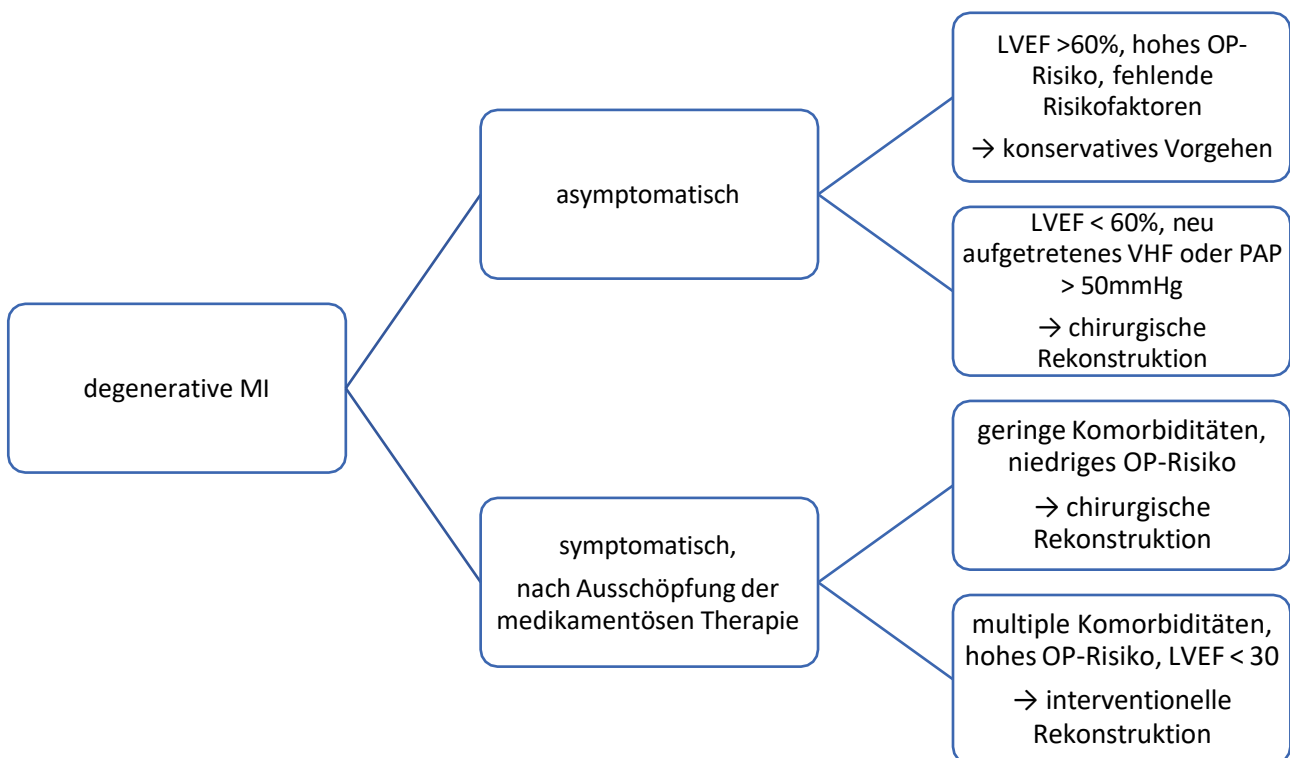 degenerative MI
asymptomatisch
LVEF >60%, hohes OP-
Risiko, fehlende
Risikofaktoren
→ konservatives Vorgehen
LVEF < 60%, neu
aufgetretenes VHF oder PAP
> 50mmHg
→ chirurgische
Rekonstruktion
symptomatisch,
nach Ausschöpfung der
medikamentösen Therapie
geringe Komorbiditäten,
niedriges OP-Risiko
→ chirurgische
Rekonstruktion
multiple Komorbiditäten,
hohes OP-Risiko, LVEF < 30
→ interventionelle
Rekonstruktion